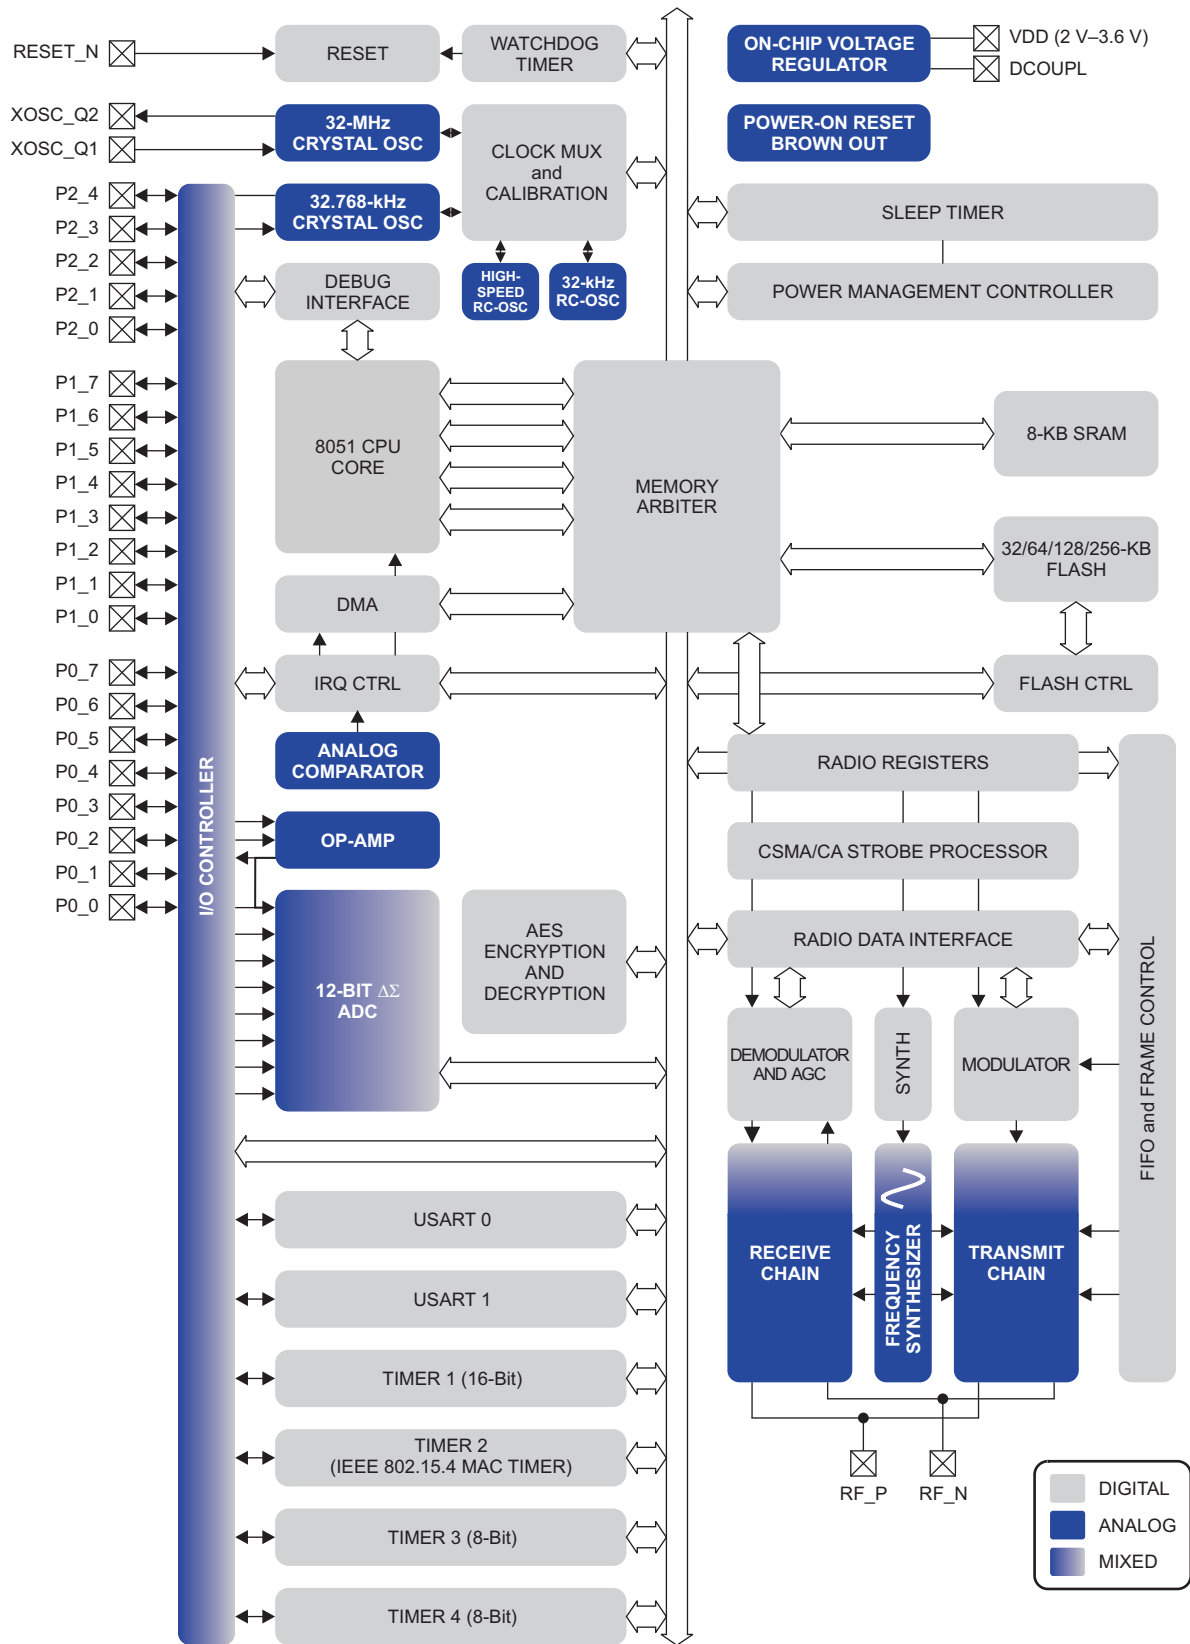 RESET_N
RESET
WATCHDOG
TIMER
ON-CHIP VOLTAGE
REGULATOR
VDD (2 V–3.6 V)
DCOUPL
XOSC_Q2
XOSC_Q1
32-MHz
CRYSTAL OSC
CLOCK MUX
and
CALIBRATION
POWER-ON RESET
BROWN OUT
P2_4
P2_3
P2_2
P2_1
P2_0
32.768-kHz
CRYSTAL OSC
SLEEP TIMER
DEBUG
INTERFACE
HIGH-
SPEED
RC-OSC
32-kHz
RC-OSC
POWER MANAGEMENT CONTROLLER
P1_7
P1_6
P1_5
P1_4
P1_3
P1_2
P1_1
P1_0
8051 CPU
CORE
MEMORY
ARBITER
8-KB SRAM
32/64/128/256-KB
FLASH
DMA
P0_7
P0_6
P0_5
P0_4
P0_3
P0_2
P0_1
P0_0
IRQ CTRL
FLASH CTRL
ANALOG
COMPARATOR
RADIO REGISTERS
I/O CONTROLLER
OP-AMP
CSMA/CA STROBE PROCESSOR
12-BIT ΔΣ
ADC
AES
ENCRYPTION
AND
DECRYPTION
RADIO DATA INTERFACE
FIFO and FRAME CONTROL
DEMODULATOR
AND AGC
SYNTH
MODULATOR
USART 0
RECEIVE
CHAIN
FREQUENCY
SYNTHESIZER
TRANSMIT
CHAIN
USART 1
TIMER 1 (16-Bit)
TIMER 2
(IEEE 802.15.4 MAC TIMER)
RF_P
RF_N
TIMER 3 (8-Bit)
TIMER 4 (8-Bit)
DIGITAL
ANALOG
MIXED